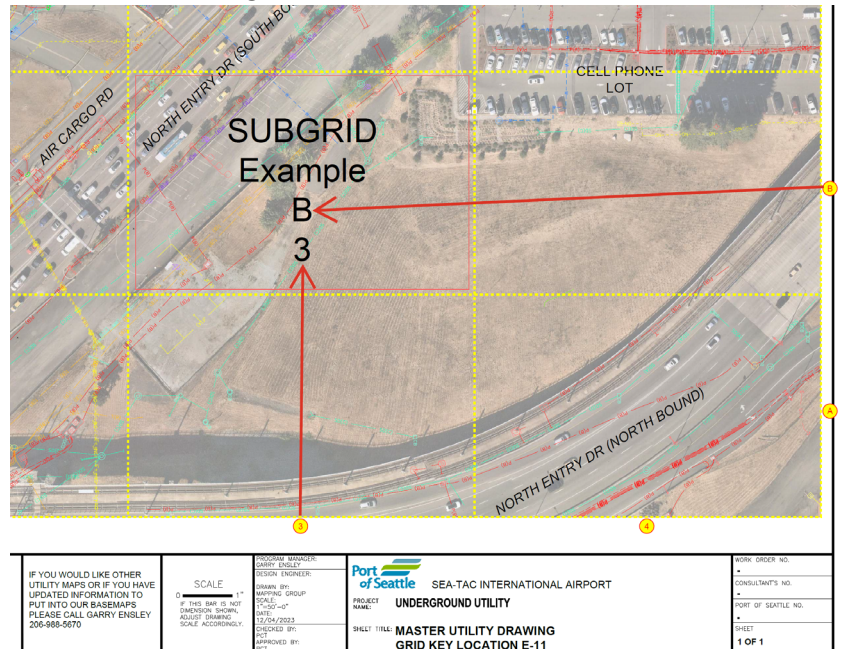 CELL PHONE
LOT
NORTH ENTRY DR (SOUTH BO
AIR CARGO RD
SUBGRID
Example
B
3
B
A
NORTH ENTRY DR (NORTH BOUND)
3
4
IF YOU WOULD LIKE OTHER
UTILITY MAPS OR IF YOU HAVE
UPDATED INFORMATION TO
PUT INTO OUR BASEMAPS
PLEASE CALL GARRY ENSLEY
206-988-5670
SCALE
0 1"
IF THIS BAR IS NOT
DIMENSION SHOWN,
ADJUST DRAWING
SCALE ACCORDINGLY.
PROGRAM MANAGER:
GARRY ENSLEY
DESIGN ENGINEER:
DRAWN BY:
MAPPING GROUP
SCALE:
1"=50'-0"
DATE:
12/04/2023
CHECKED BY:
PCT
APPROVED BY:
PCT
Port
of Seattle
SEA-TAC INTERNATIONAL AIRPORT
PROJECT
NAME:
UNDERGROUND UTILITY
SHEET TITLE:
MASTER UTILITY DRAWING
GRID KEY LOCATION E-11
WORK ORDER NO.
-
CONSULTANT'S NO.
-
PORT OF SEATTLE NO.
-
SHEET
1 OF 1